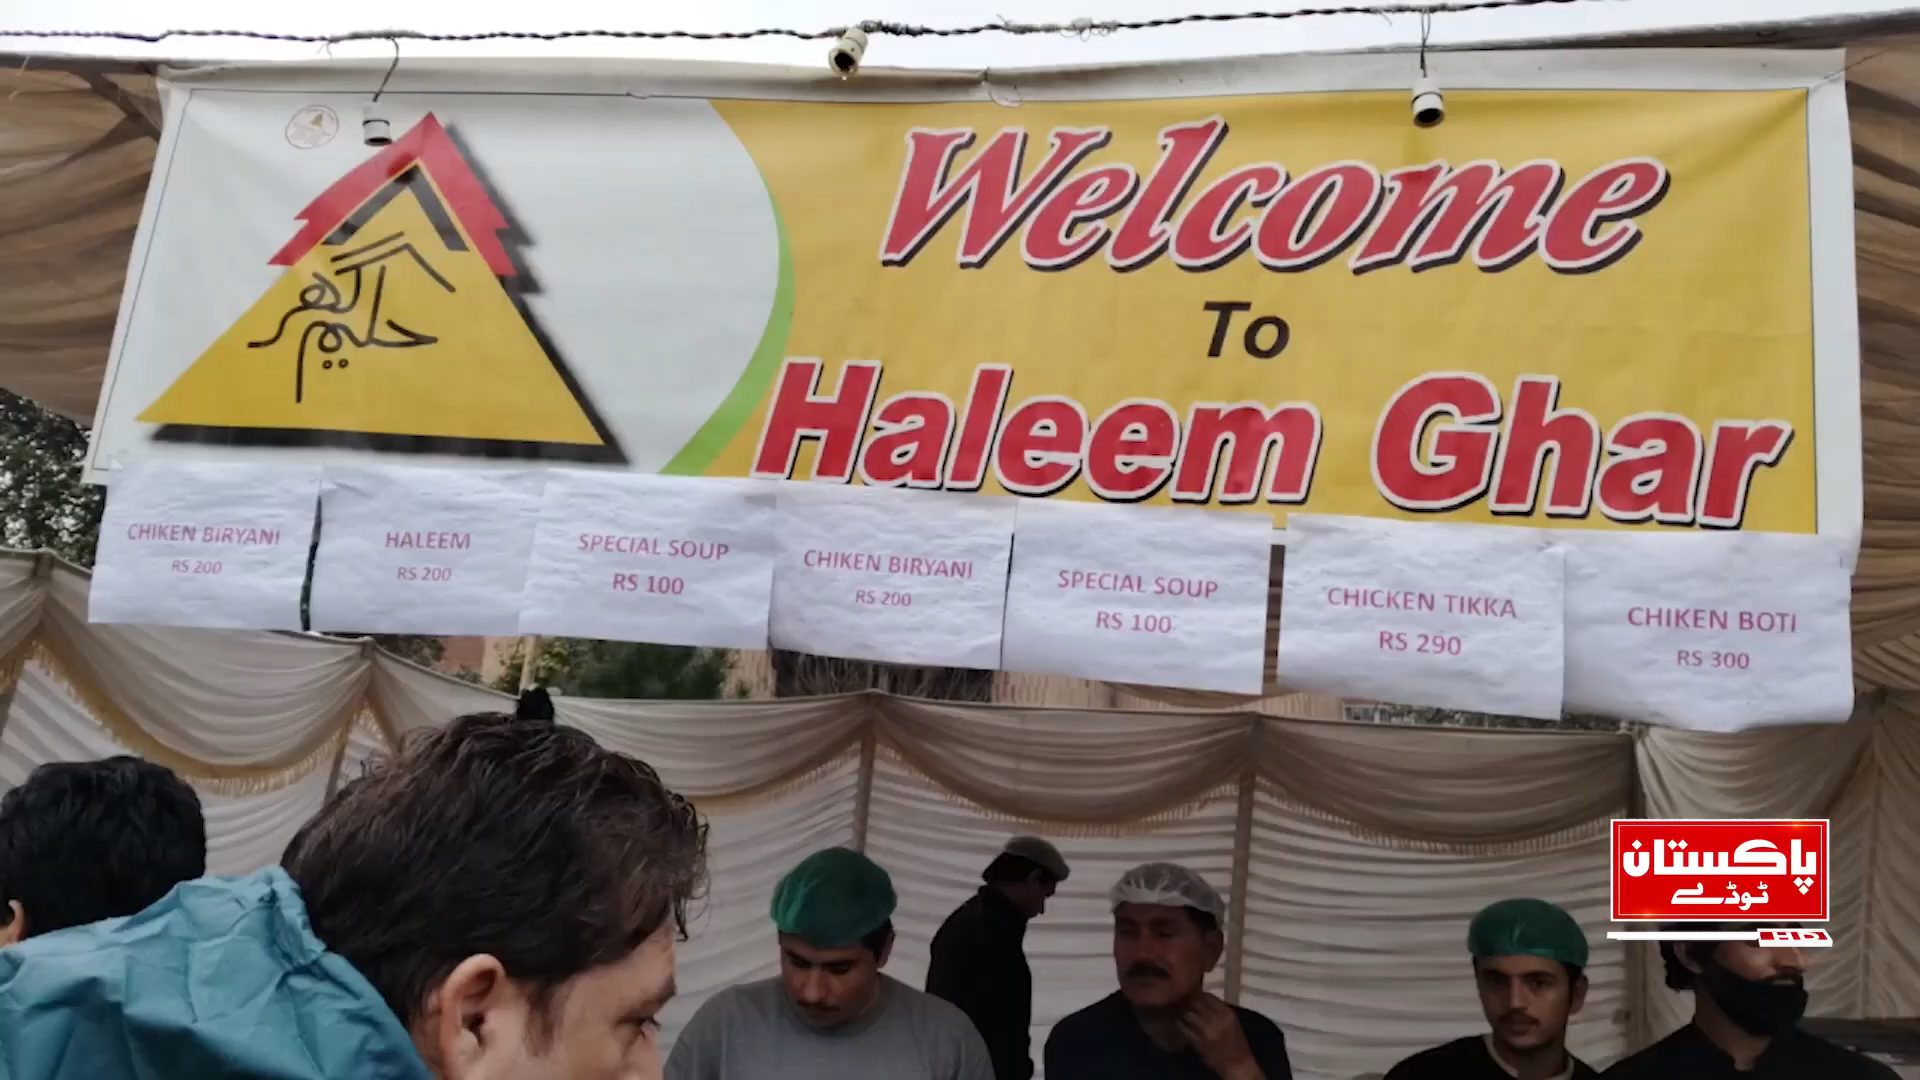 Welcome
To
Haleem Ghar
حلیم گھر
CHIKEN BIRYANI
RS 200
HALEEM
RS 200
SPECIAL SOUP
RS 100
CHIKEN BIRYANI
RS 200
SPECIAL SOUP
RS 100
CHICKEN TIKKA
RS 290
CHIKEN BOTI
RS 300
پاکستان
ٹوڈے
HD